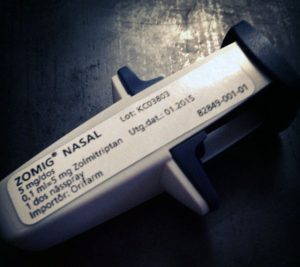 ZOMIG® NASAL
5 mg/dos
0,1 ml=5 mg Zolmitriptan
1 dos nässpray
Importör: Orifarm
Lot: KC03803
Utg.dat.: 01.2015
82849-001-01